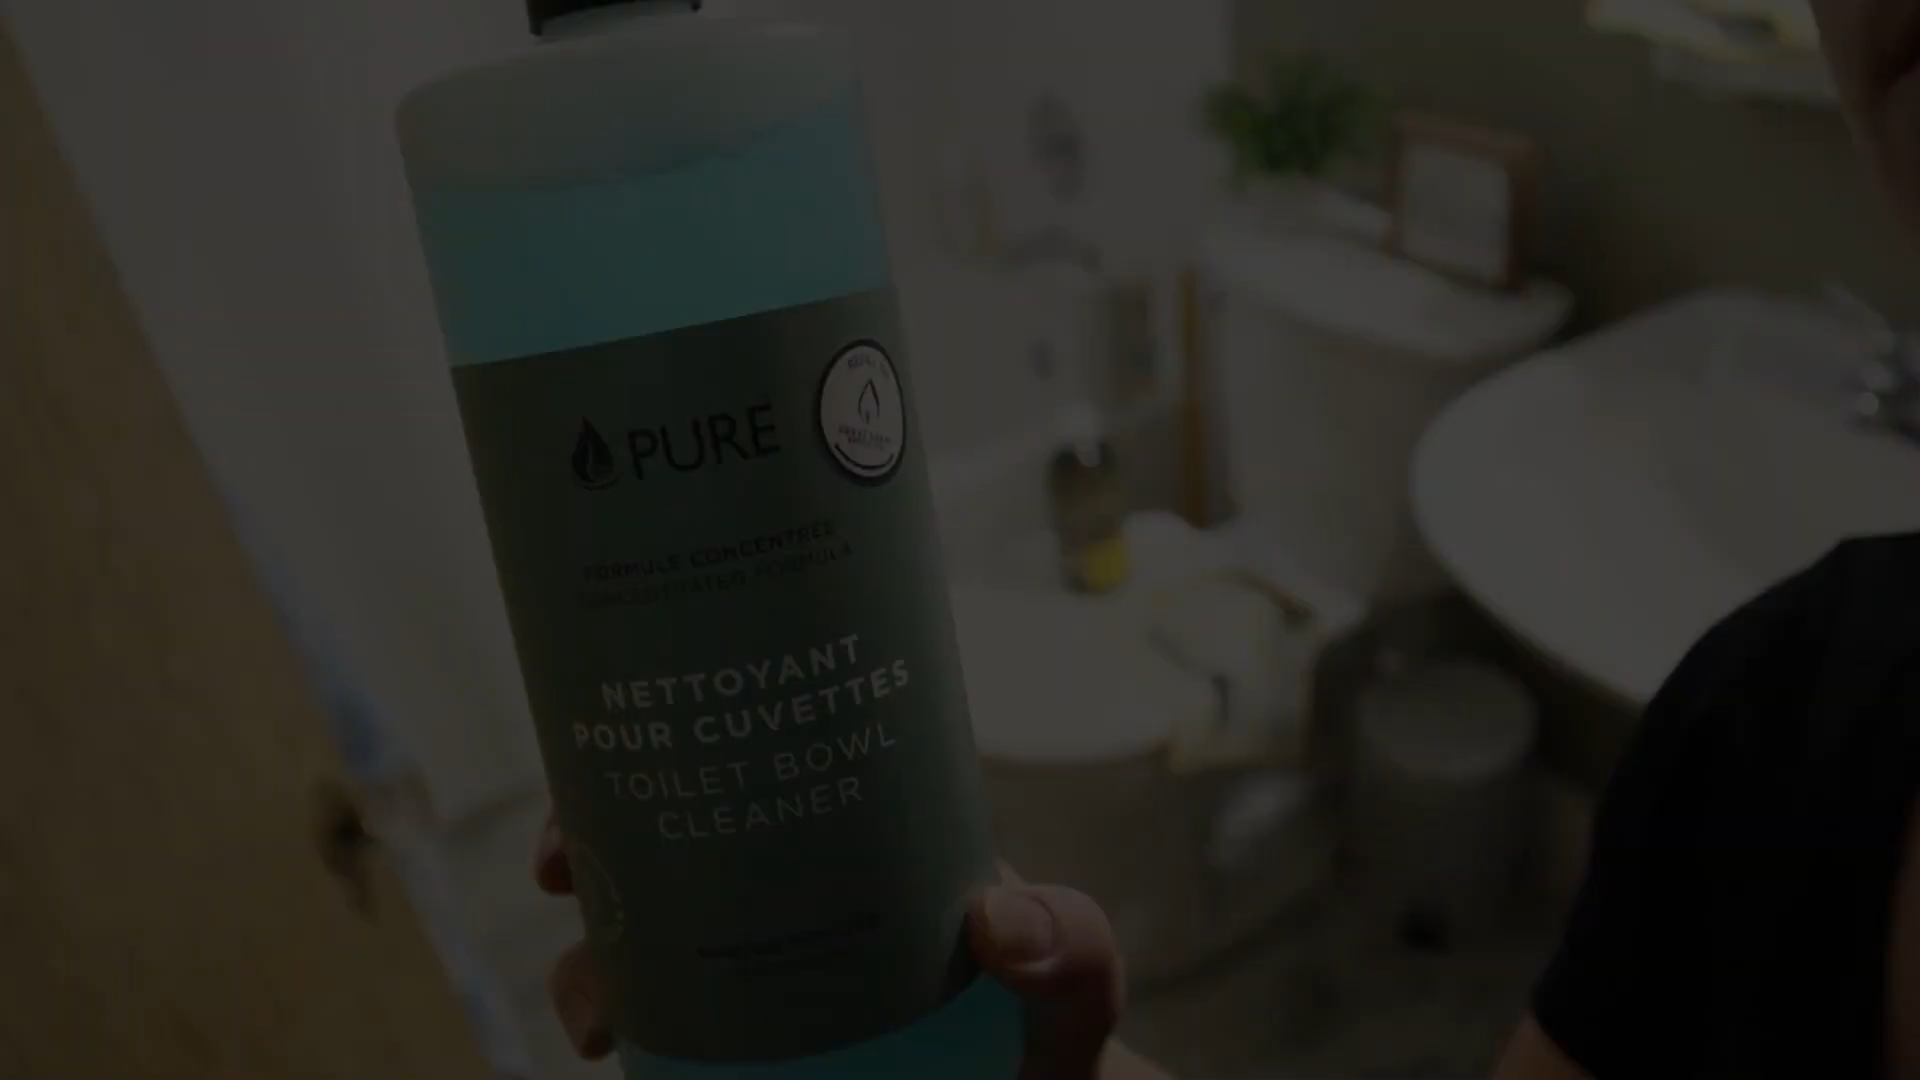 PURE
FORMULE CONCENTRÉE
CONCENTRATED FORMULA
NETTOYANT
POUR CUVETTES
TOILET BOWL
CLEANER